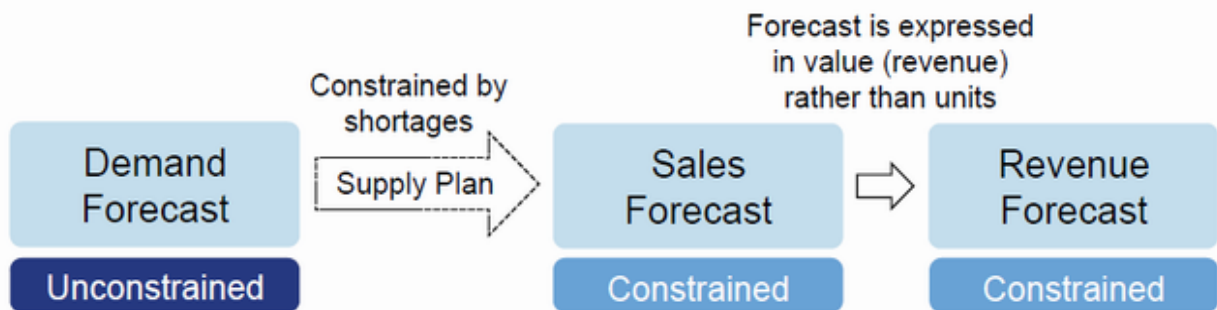 Forecast is expressed
in value (revenue)
rather than units
Constrained by
shortages
Demand
Forecast
Supply Plan
Sales
Forecast
Revenue
Forecast
Unconstrained
Constrained
Constrained